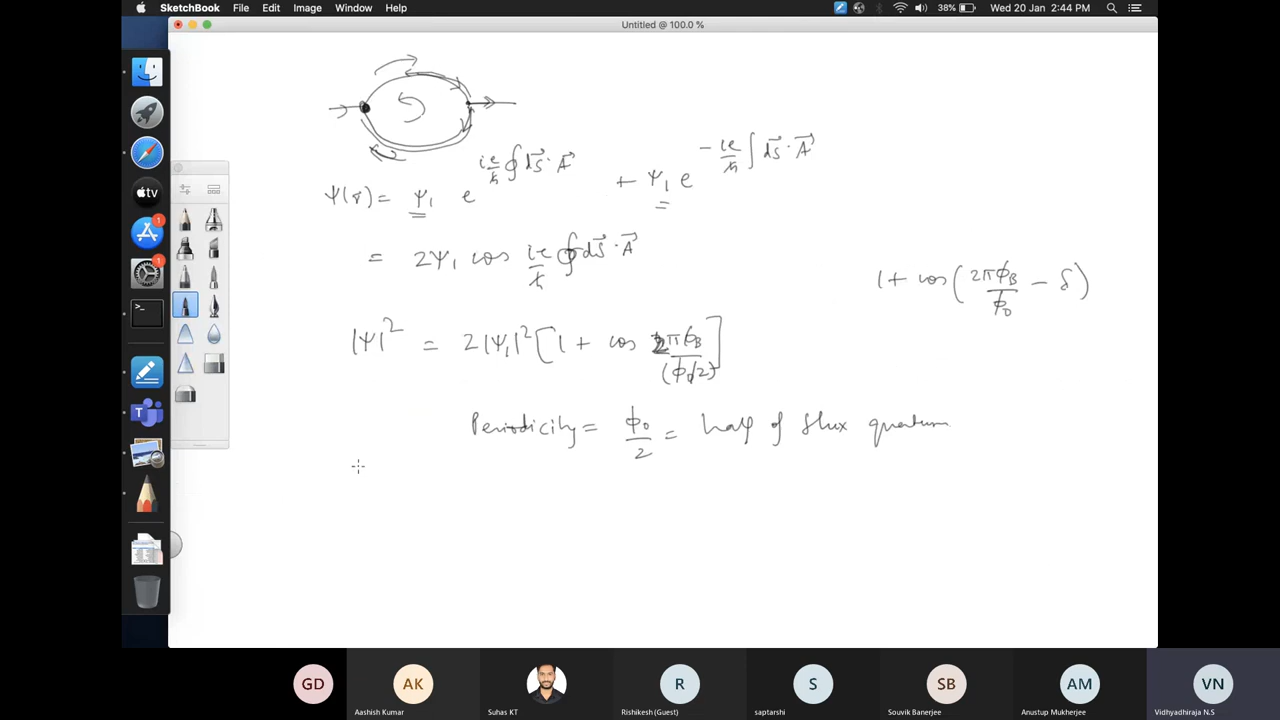 SketchBook File Edit Image Window Help 38% Wed 20 Jan 2:44 PM
Untitled @ 100.0 %
ψ(r) = ψ₁ e^{(ie/ħ) ∮ ds⃗ · A⃗} + ψ₁ e^{-(ie/ħ) ∫ ds⃗ · A⃗}
= 2ψ₁ cos (ie/ħ) ∮ ds⃗ · A⃗
1 + cos(2πϕ_B/ϕ₀ − δ)
|ψ|² = 2|ψ₁|² [1 + cos 2πϕ_B/(ϕ₀/2)]
Periodicity = ϕ₀/2 = half of flux quantum
tv
GD AK R S SB AM VN
Aashish Kumar Suhas KT Rishikesh (Guest) saptarshi Souvik Banerjee Anustup Mukherjee Vidhyadhiraja N.S